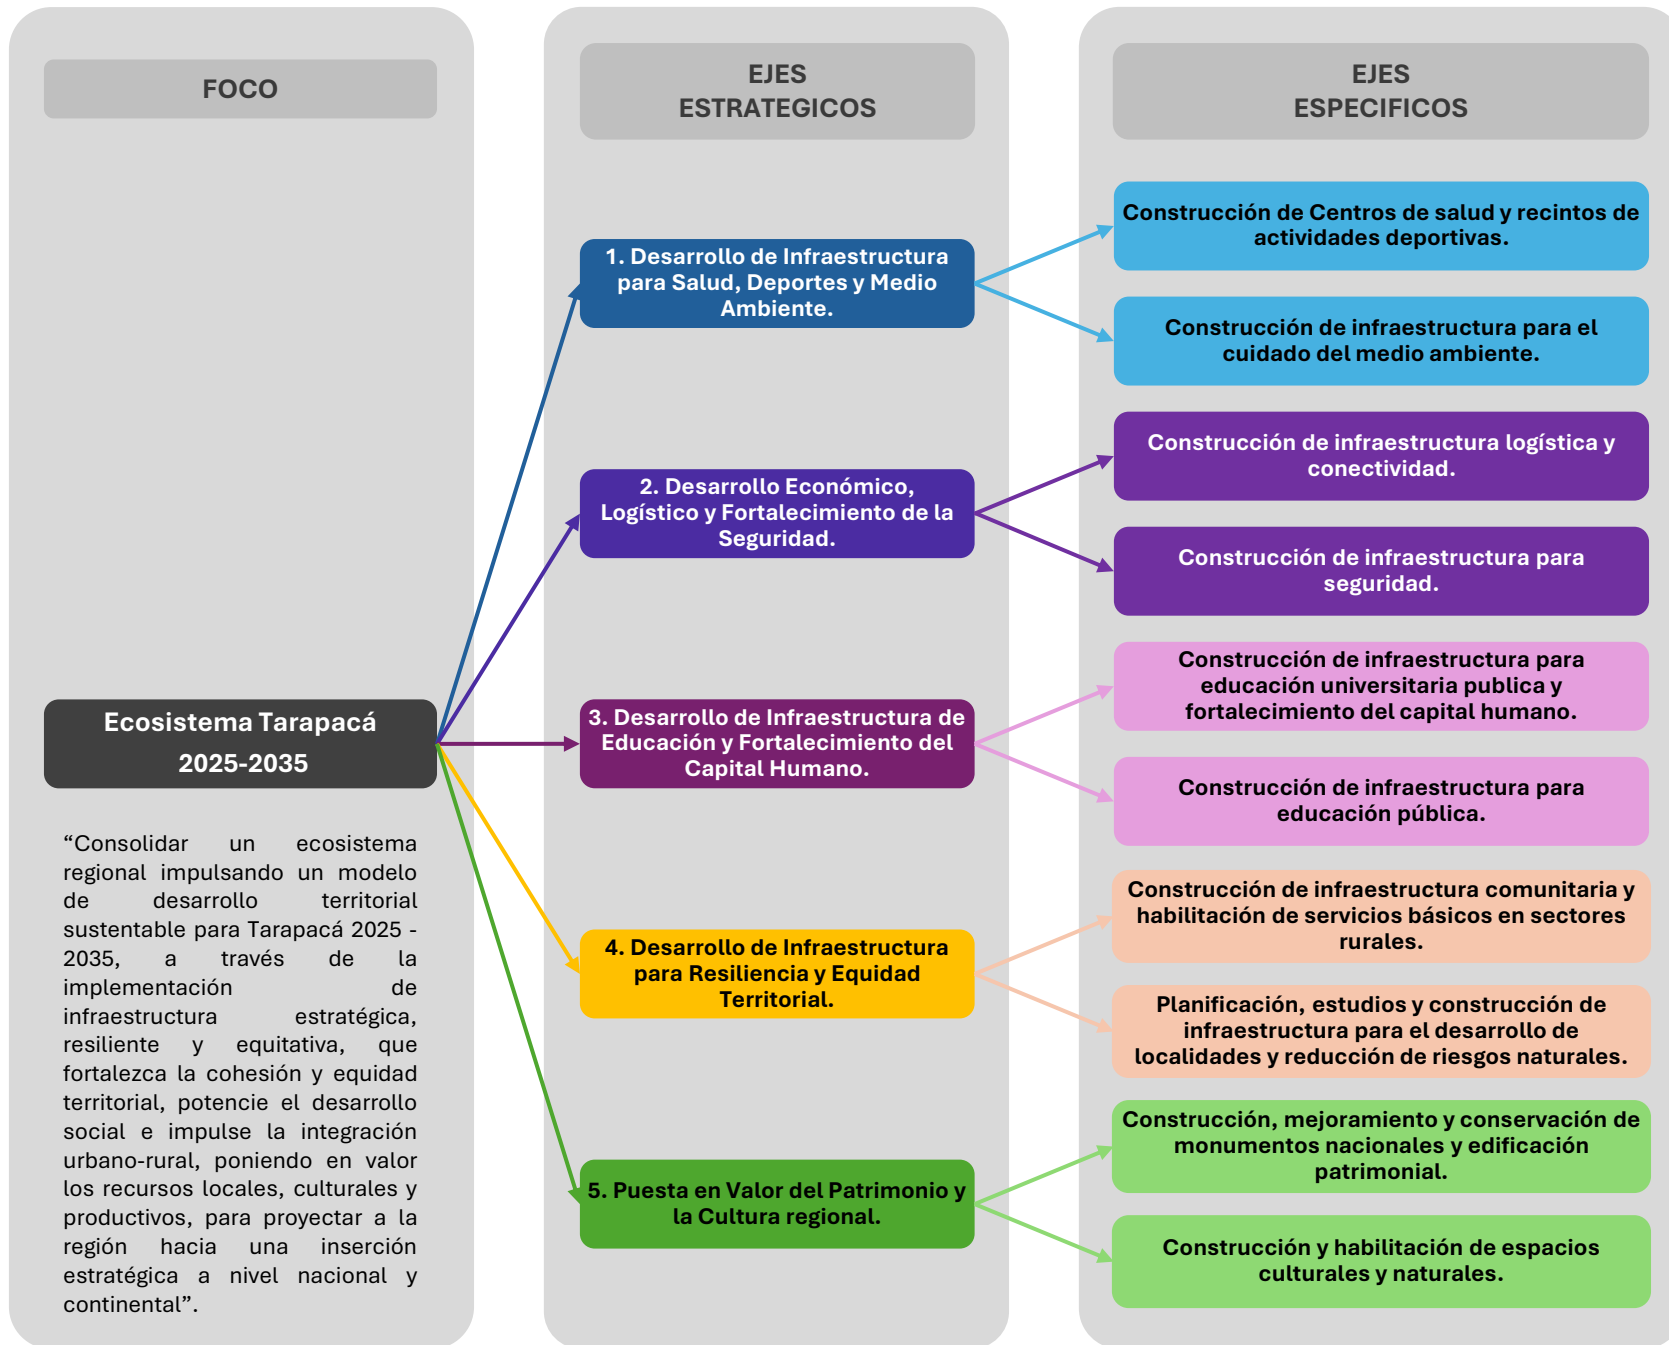 FOCO
Ecosistema Tarapacá
2025-2035
“Consolidar un ecosistema
regional impulsando un modelo
de desarrollo territorial
sustentable para Tarapacá 2025 -
2035, a través de la
implementación de
infraestructura estratégica,
resiliente y equitativa, que
fortalezca la cohesión y equidad
territorial, potencie el desarrollo
social e impulse la integración
urbano-rural, poniendo en valor
los recursos locales, culturales y
productivos, para proyectar a la
región hacia una inserción
estratégica a nivel nacional y
continental”.
EJES
ESTRATEGICOS
1. Desarrollo de Infraestructura
para Salud, Deportes y Medio
Ambiente.
2. Desarrollo Económico,
Logístico y Fortalecimiento de la
Seguridad.
3. Desarrollo de Infraestructura de
Educación y Fortalecimiento del
Capital Humano.
4. Desarrollo de Infraestructura
para Resiliencia y Equidad
Territorial.
5. Puesta en Valor del Patrimonio y
la Cultura regional.
EJES
ESPECIFICOS
Construcción de Centros de salud y recintos de
actividades deportivas.
Construcción de infraestructura para el
cuidado del medio ambiente.
Construcción de infraestructura logística y
conectividad.
Construcción de infraestructura para
seguridad.
Construcción de infraestructura para
educación universitaria publica y
fortalecimiento del capital humano.
Construcción de infraestructura para
educación pública.
Construcción de infraestructura comunitaria y
habilitación de servicios básicos en sectores
rurales.
Planificación, estudios y construcción de
infraestructura para el desarrollo de
localidades y reducción de riesgos naturales.
Construcción, mejoramiento y conservación de
monumentos nacionales y edificación
patrimonial.
Construcción y habilitación de espacios
culturales y naturales.